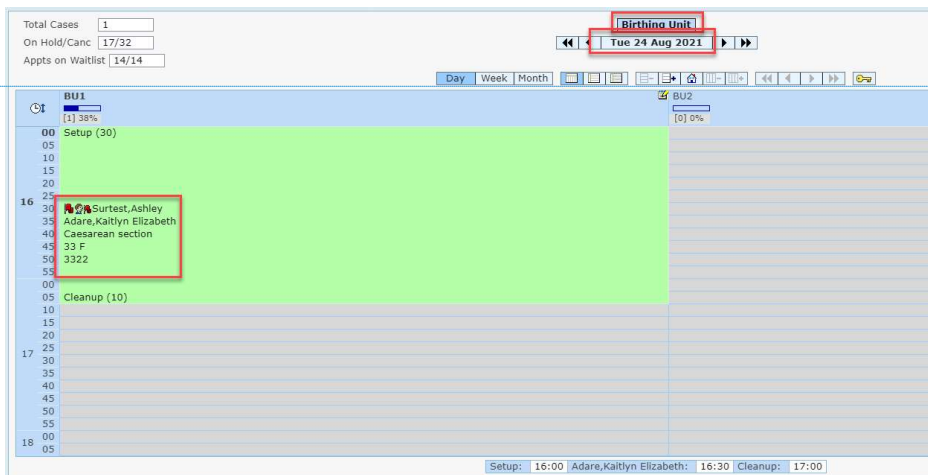 Total Cases 1 Birthing Unit
On Hold/Canc 17/32 Tue 24 Aug 2021
Appts on Waitlist 14/14
Day Week Month
BU1 BU2
[1] 38% [0] 0%
00 Setup (30)
05
10
15
20
25
16
30 Surtest,Ashley
35 Adare,Kaitlyn Elizabeth
40 Caesarean section
45 33 F
50 3322
55
00
05 Cleanup (10)
10
15
20
17 25
30
35
40
45
50
55
18 00
05
Setup: 16:00 Adare,Kaitlyn Elizabeth: 16:30 Cleanup: 17:00